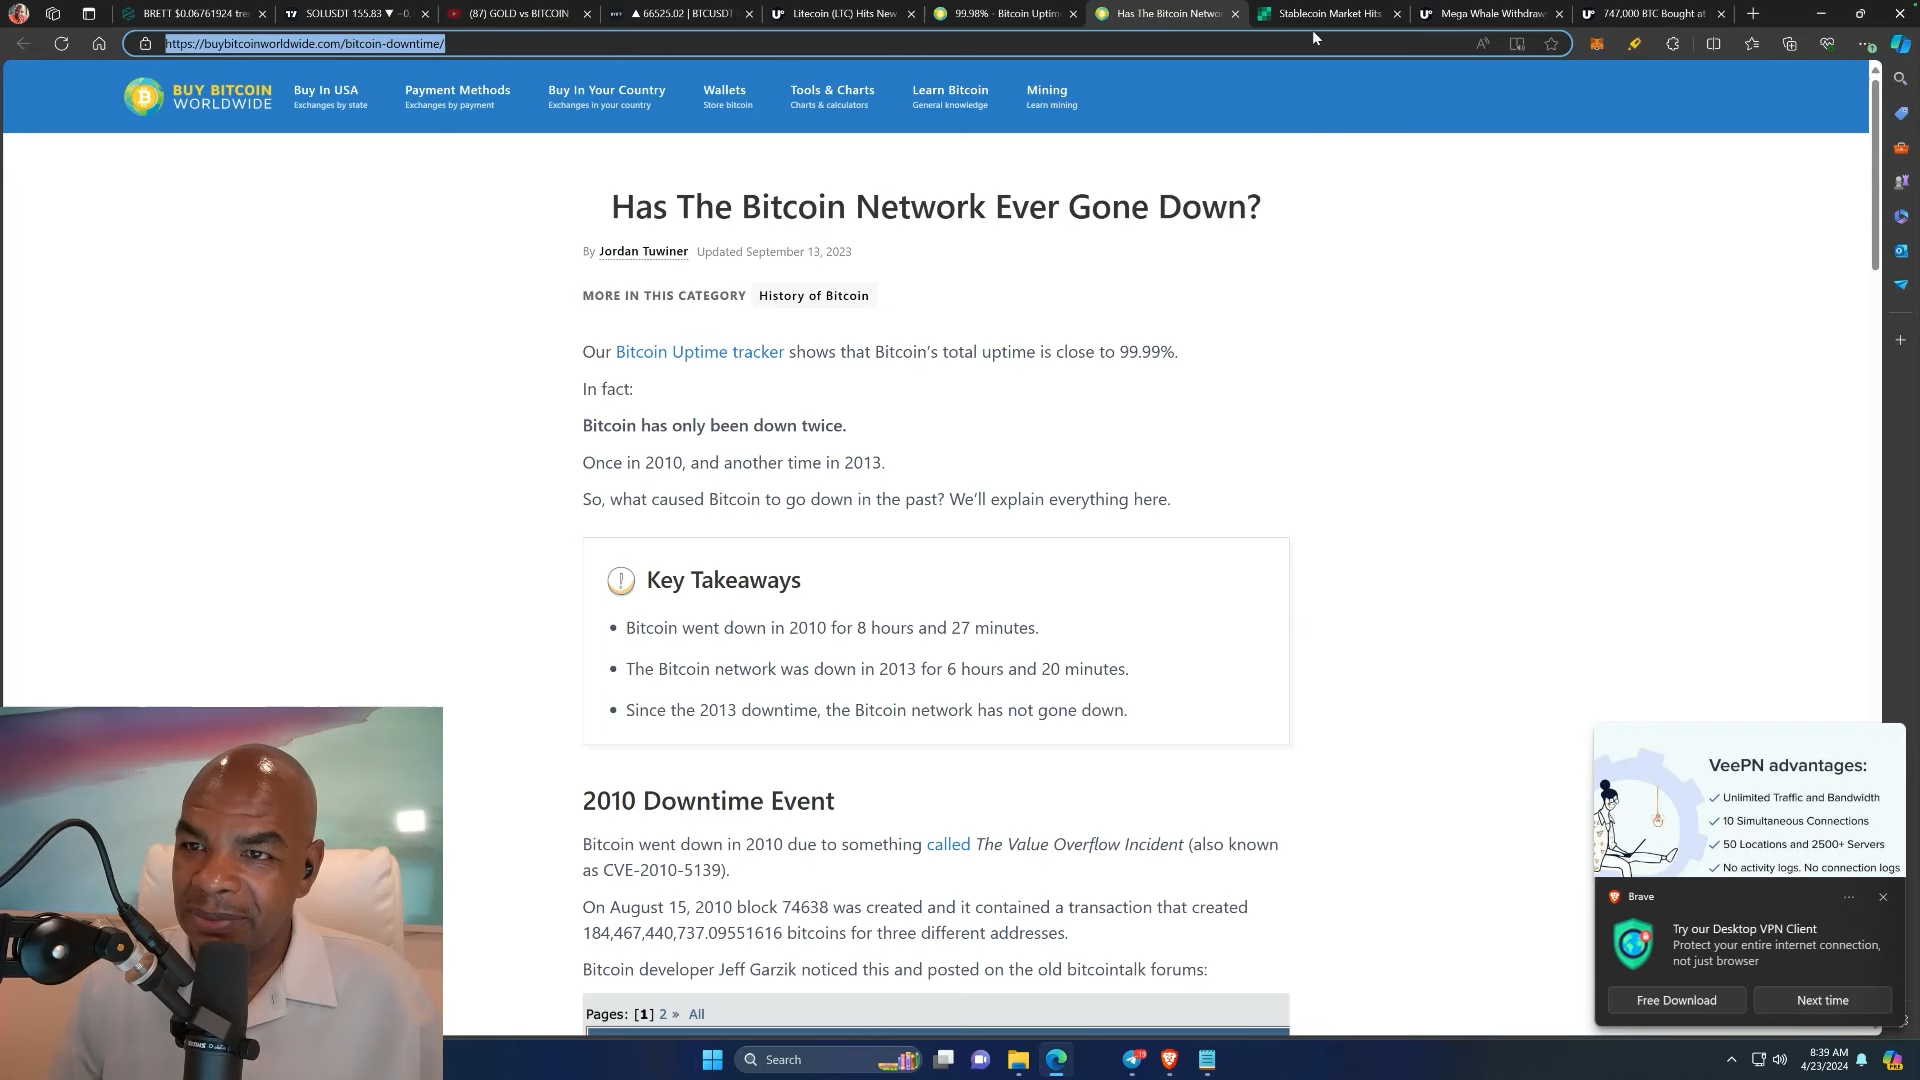 BRETT $0.06761924 tre
SOLUSDT 155.83 ▼ −0.
(87) GOLD vs BITCOIN
▲ 66525.02 | BTCUSDT
Litecoin (LTC) Hits New
99.98% - Bitcoin Uptim
Has The Bitcoin Networ
Stablecoin Market Hits
Mega Whale Withdraw
747,000 BTC Bought at
https://buybitcoinworldwide.com/bitcoin-downtime/
BUY BITCOIN
WORLDWIDE
Buy In USA
Exchanges by state
Payment Methods
Exchanges by payment
Buy In Your Country
Exchanges in your country
Wallets
Store bitcoin
Tools & Charts
Charts & calculators
Learn Bitcoin
General knowledge
Mining
Learn mining
Has The Bitcoin Network Ever Gone Down?
By Jordan Tuwiner Updated September 13, 2023
MORE IN THIS CATEGORY History of Bitcoin
Our Bitcoin Uptime tracker shows that Bitcoin's total uptime is close to 99.99%.
In fact:
Bitcoin has only been down twice.
Once in 2010, and another time in 2013.
So, what caused Bitcoin to go down in the past? We'll explain everything here.
Key Takeaways
• Bitcoin went down in 2010 for 8 hours and 27 minutes.
• The Bitcoin network was down in 2013 for 6 hours and 20 minutes.
• Since the 2013 downtime, the Bitcoin network has not gone down.
2010 Downtime Event
Bitcoin went down in 2010 due to something called The Value Overflow Incident (also known
as CVE-2010-5139).
On August 15, 2010 block 74638 was created and it contained a transaction that created
184,467,440,737.09551616 bitcoins for three different addresses.
Bitcoin developer Jeff Garzik noticed this and posted on the old bitcointalk forums:
Pages: [1] 2 » All
VeePN advantages:
✓ Unlimited Traffic and Bandwidth
✓ 10 Simultaneous Connections
✓ 50 Locations and 2500+ Servers
✓ No activity logs. No connection logs
Brave
Try our Desktop VPN Client
Protect your entire internet connection,
not just browser
Free Download
Next time
Search
8:39 AM
4/23/2024